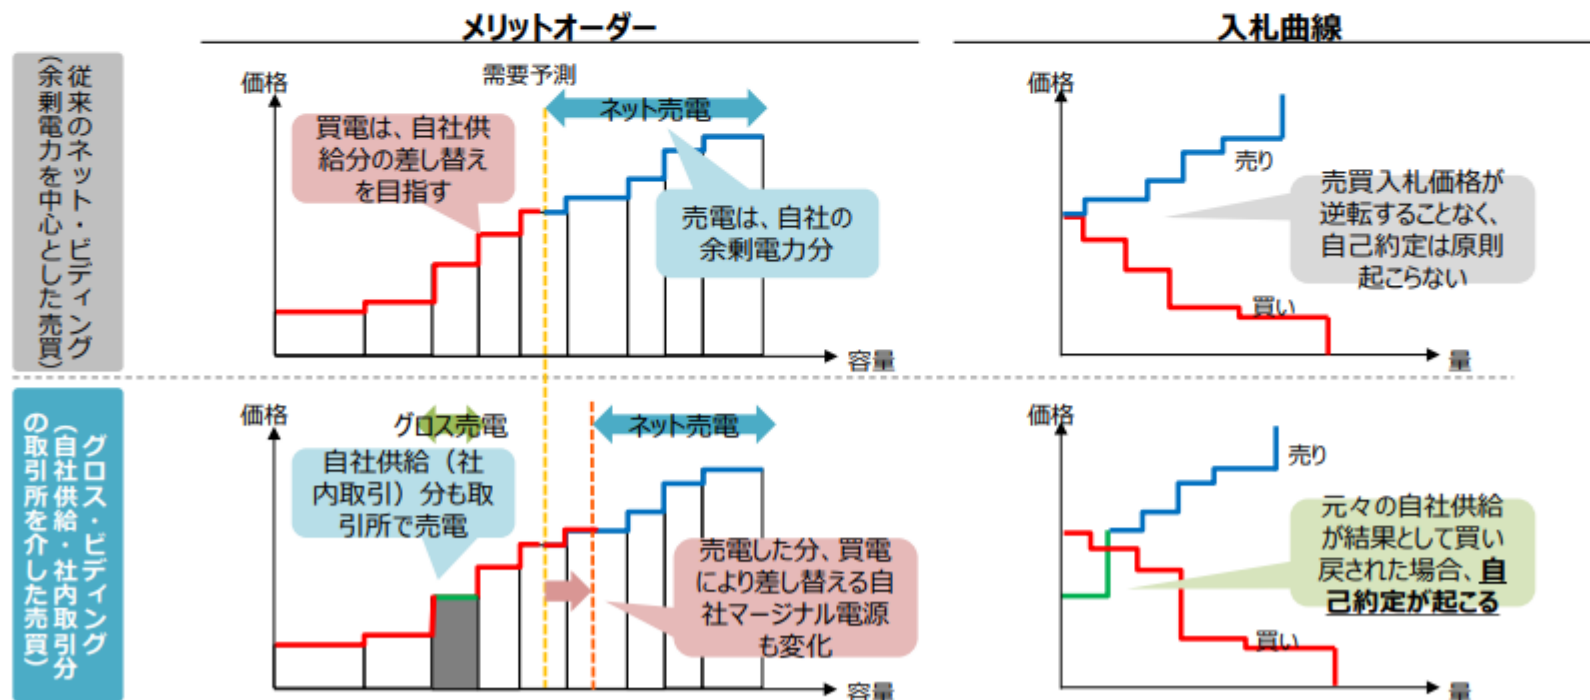 メリットオーダー
入札曲線
従来のネット・ビディング
(余剰電力を中心とした売買)
価格
需要予測
ネット売電
買電は、自社供
給分の差し替え
を目指す
売電は、自社の
余剰電力分
容量
価格
売り
売買入札価格が
逆転することなく、
自己約定は原則
起こらない
買い
量
グロス・ビディング
(自社供給・社内取引分
の取引所を介した売買)
価格
グロス売電
ネット売電
自社供給（社
内取引）分も取
引所で売電
売電した分、買電
により差し替える自
社マージナル電源
も変化
容量
価格
売り
元々の自社供給
が結果として買い
戻された場合、自
己約定が起こる
買い
量